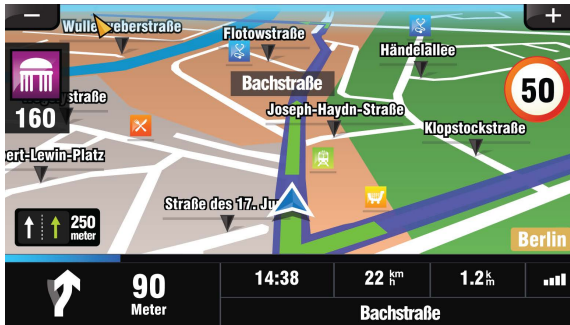 −
+
Wullenweberstraße
Flotowstraße
Händelallee
50
Bachstraße
straße
160
Joseph-Haydn-Straße
Klopstockstraße
ert-Lewin-Platz
Straße des 17. Ju
250
meter
Berlin
90
Meter
14:38
22 km h
1.2 k m
Bachstraße